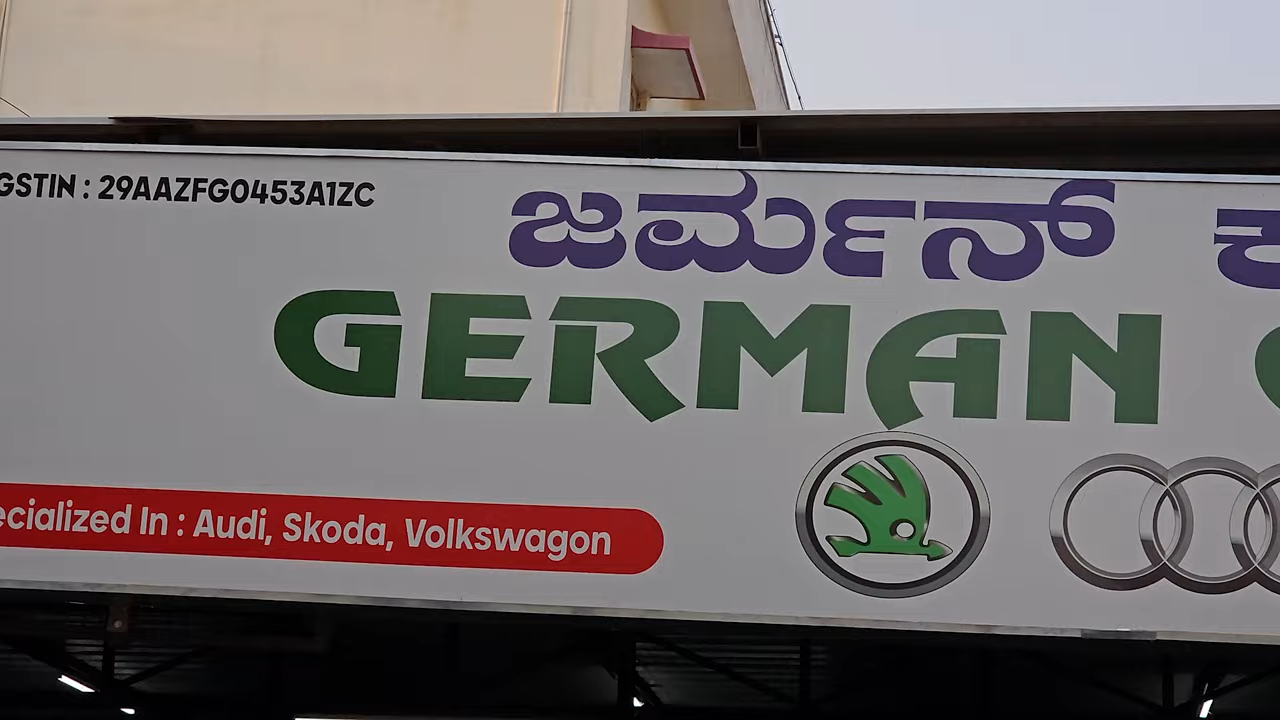 GSTIN : 29AAZFG0453A1ZC
ಜರ್ಮನ್
GERMAN
ecialized In : Audi, Skoda, Volkswagon